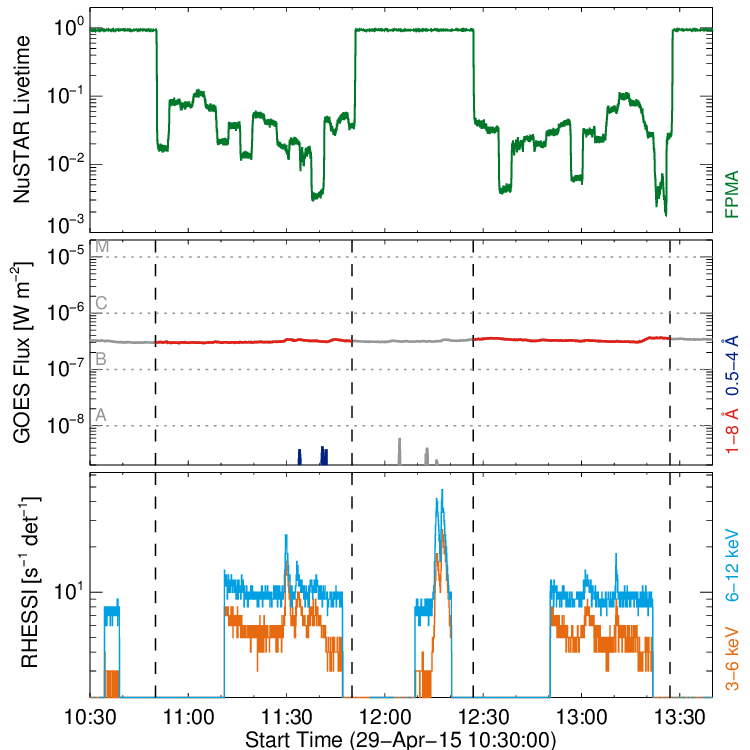 10⁰
10⁻¹
10⁻²
10⁻³
NuSTAR Livetime
FPMA
10⁻⁵
10⁻⁶
10⁻⁷
10⁻⁸
GOES Flux [W m⁻²]
M
C
B
A
1−8 Å 0.5−4 Å
10¹
RHESSI [s⁻¹ det⁻¹]
3−6 keV 6−12 keV
10:30 11:00 11:30 12:00 12:30 13:00 13:30
Start Time (29−Apr−15 10:30:00)